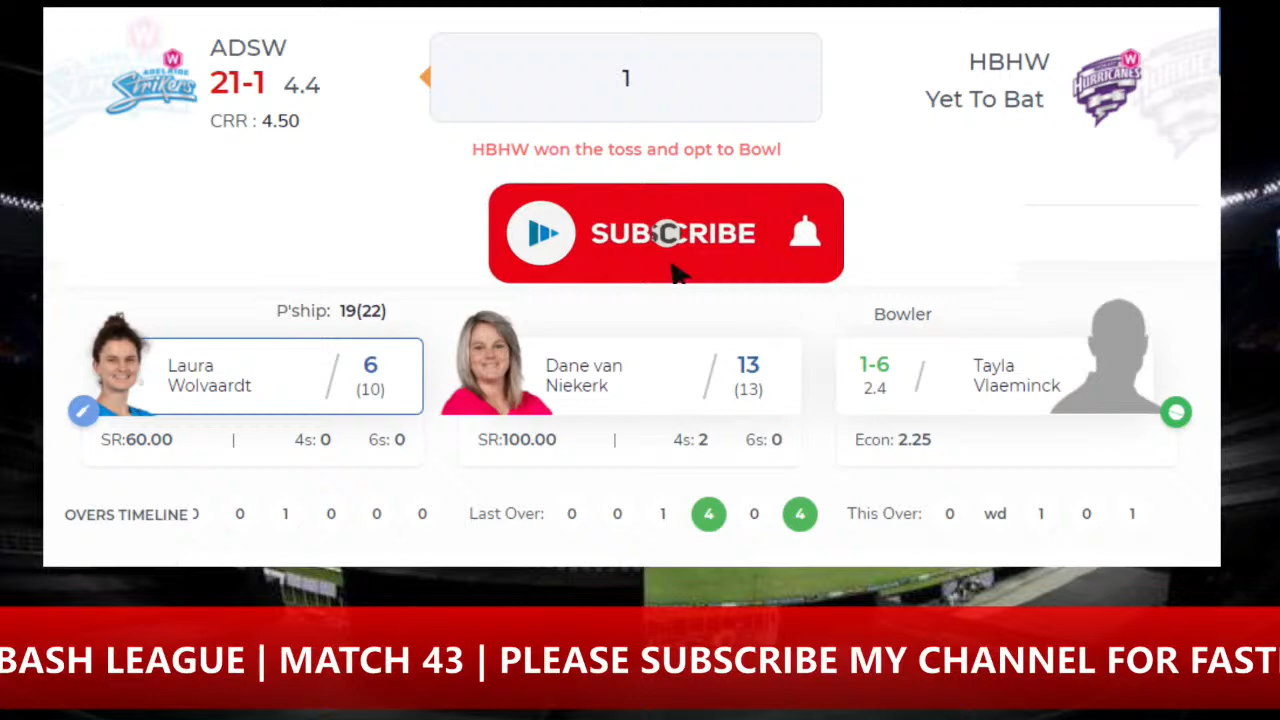 ADSW
21-1 4.4
CRR : 4.50
W
ADELAIDE
Strikers
1
HBHW won the toss and opt to Bowl
HBHW
Yet To Bat
W
HURRICANES
SUBSCRIBE
P'ship: 19(22)
Laura Wolvaardt
6
(10)
SR:60.00 | 4s: 0 6s: 0
Dane van Niekerk
13
(13)
SR:100.00 | 4s: 2 6s: 0
Bowler
1-6
2.4
Tayla Vlaeminck
Econ: 2.25
OVERS TIMELINE 0 1 0 0 0 Last Over: 0 0 1 4 0 4 This Over: 0 wd 1 0 1
BASH LEAGUE | MATCH 43 | PLEASE SUBSCRIBE MY CHANNEL FOR FAST